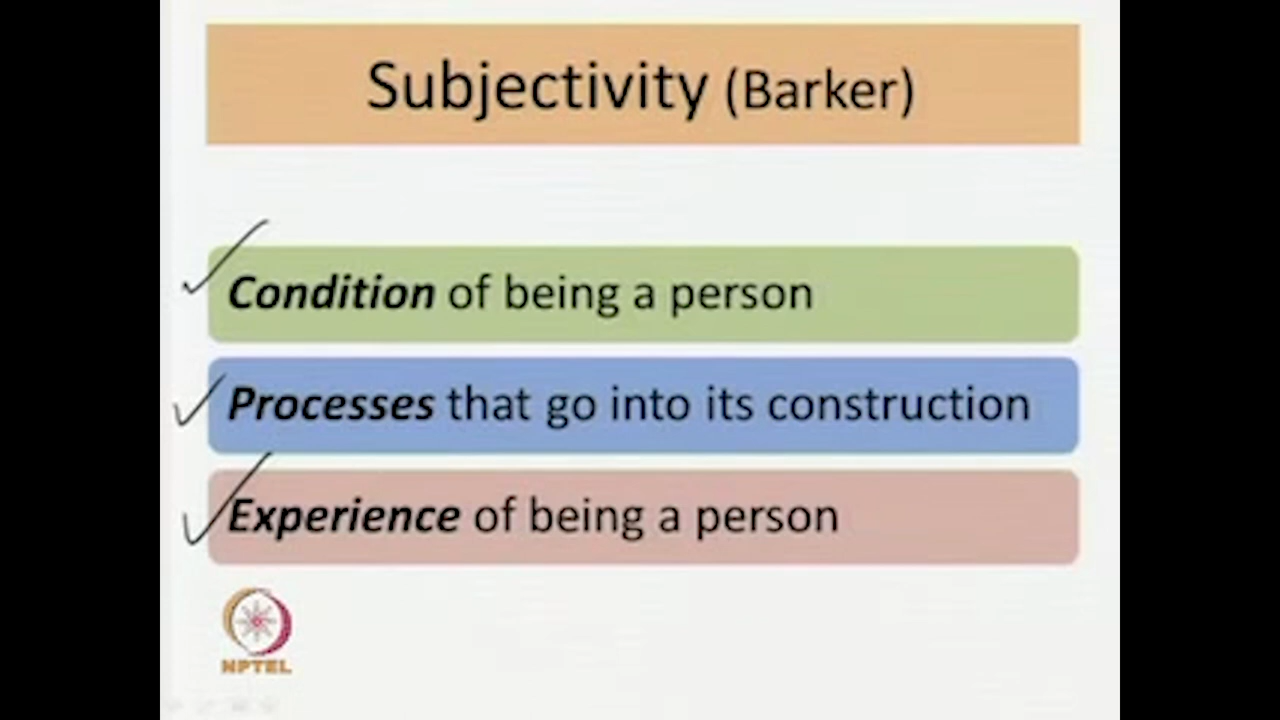 Subjectivity (Barker)
Condition of being a person
Processes that go into its construction
Experience of being a person
NPTEL